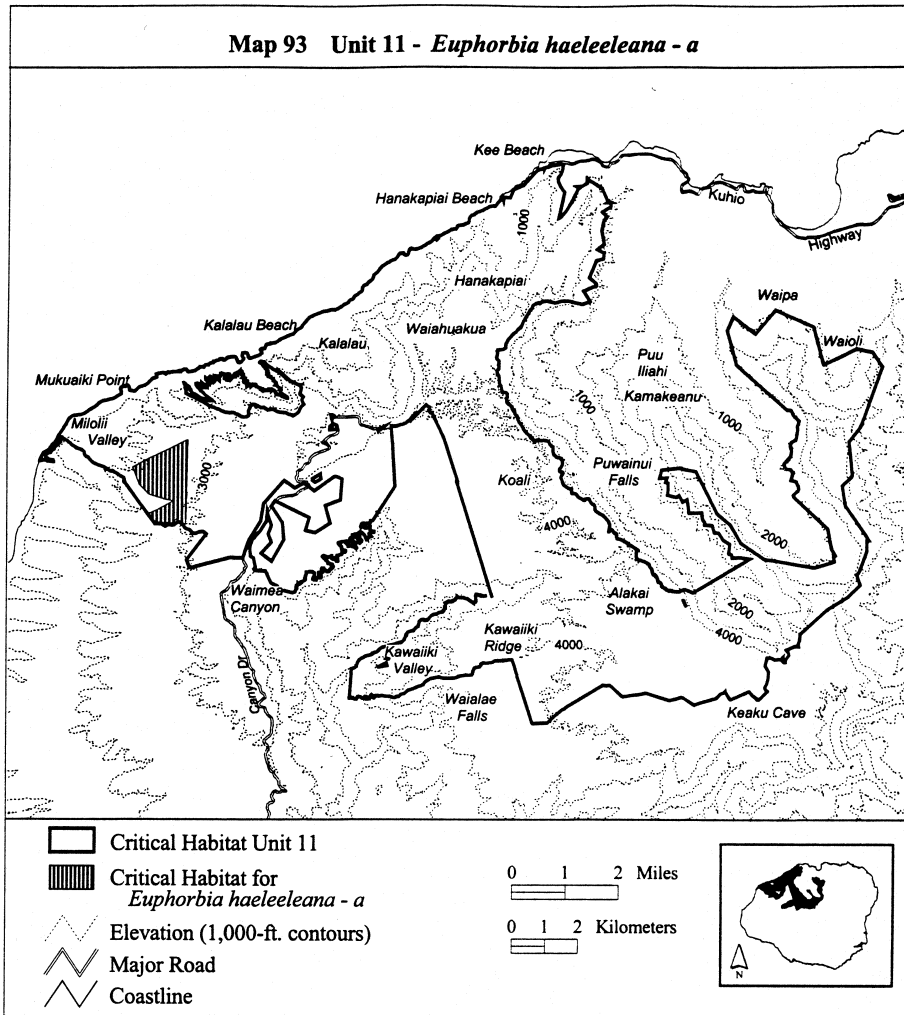 Map 93 Unit 11 - Euphorbia haeleeleana - a
Kee Beach
Hanakapiai Beach
Kuhio
Highway
1000
Hanakapiai
Waipa
Kalalau Beach
Kalalau
Waiahuakua
Waioli
Puu
Iliahi
Mukuaiki Point
Kamakeanu
1000
1000
Milolii
Valley
3000
Koali
Puwainui
Falls
4000
2000
Waimea
Canyon
Alakai
Swamp
2000
4000
Kawaiiki
Ridge
4000
Kawaiiki
Valley
Canyon Dr
Waialae
Falls
Keaku Cave
Critical Habitat Unit 11
Critical Habitat for
Euphorbia haeleeleana - a
Elevation (1,000-ft. contours)
Major Road
Coastline
0 1 2 Miles
0 1 2 Kilometers
N